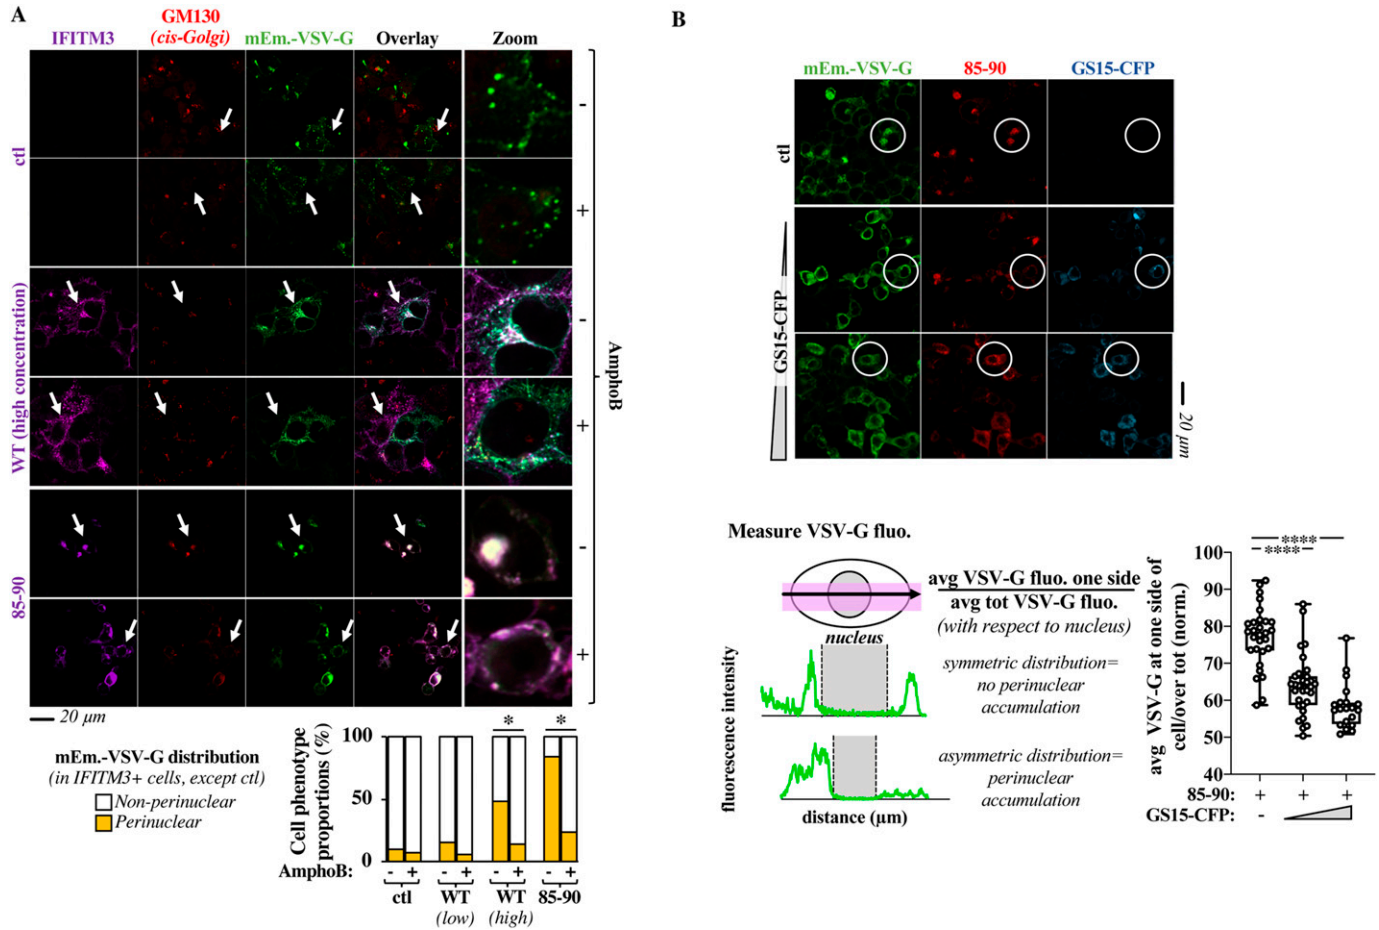 A
IFITM3
GM130
(cis-Golgi)
mEm.-VSV-G
Overlay
Zoom
ctl
-
+
WT (high concentration)
-
+
85-90
-
+
AmphoB
20 µm
mEm.-VSV-G distribution
(in IFITM3+ cells, except ctl)
Non-perinuclear
Perinuclear
Cell phenotype
proportions (%)
100
50
0
* *
AmphoB: - + - + - + - +
ctl WT WT 85-90
(low) (high)
B
mEm.-VSV-G 85-90 GS15-CFP
ctl
GS15-CFP
20 µm
Measure VSV-G fluo.
avg VSV-G fluo. one side
avg tot VSV-G fluo.
(with respect to nucleus)
nucleus
symmetric distribution=
no perinuclear
accumulation
asymmetric distribution=
perinuclear
accumulation
fluorescence intensity
distance (µm)
avg VSV-G at one side of
cell/over tot (norm.)
****
****
100
90
80
70
60
50
40
85-90: + + +
GS15-CFP: -